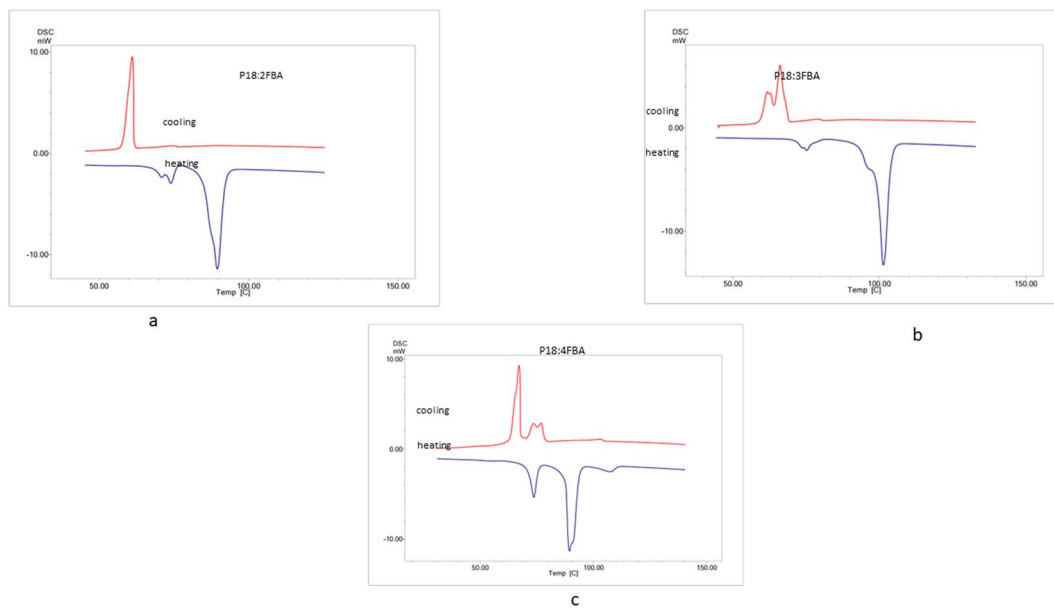 DSC
mW
10.00
P18:2FBA
cooling
0.00
heating
-10.00
50.00
100.00
150.00
Temp [C]
a
DSC
mW
10.00
P18:3FBA
cooling
0.00
heating
-10.00
50.00
100.00
150.00
Temp [C]
b
DSC
mW
P18:4FBA
10.00
cooling
heating
0.00
-10.00
50.00
100.00
150.00
Temp [C]
c